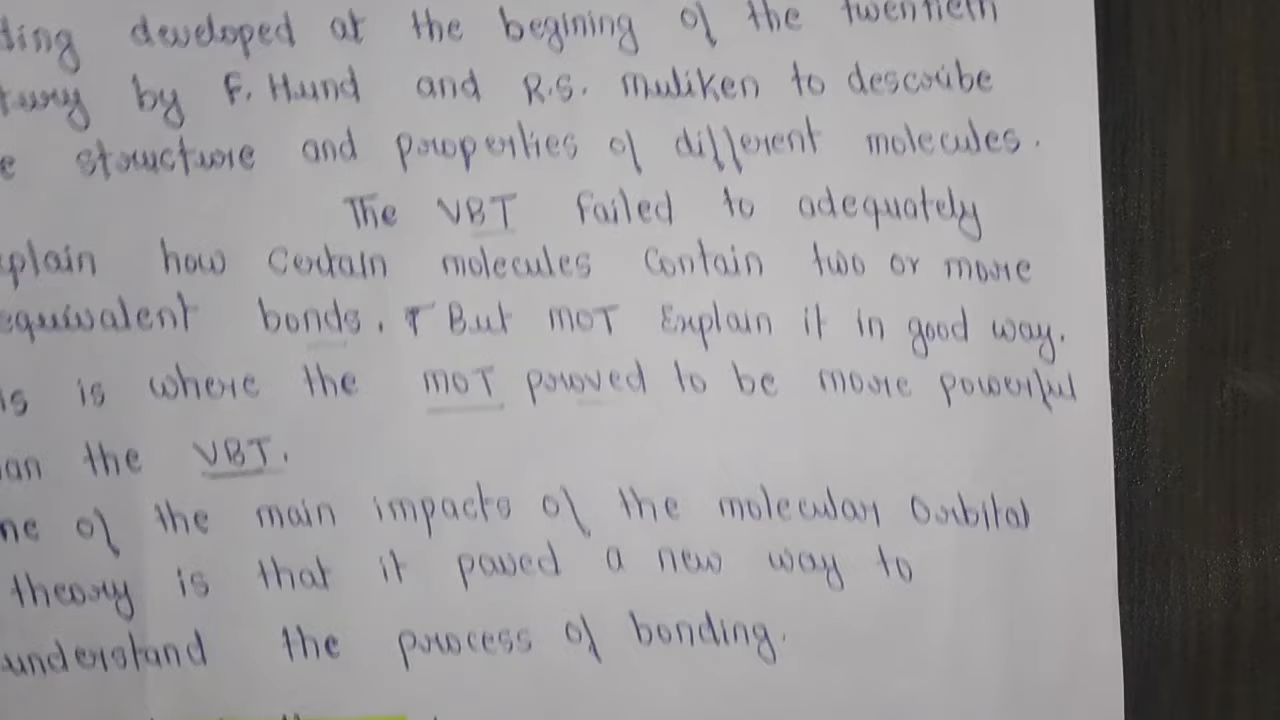 ding developed at the begining of the twentieth
tury by F. Hund and R.S. Muliken to describe
e structure and properties of different molecules.
The VBT Failed to adequately
plain how certain molecules contain two or more
equivalent bonds. But MOT Explain it in good way.
is is where the MOT proved to be more powerful
an the VBT.
ne of the main impacts of the molecular Orbital
theory is that it paved a new way to
understand the process of bonding.